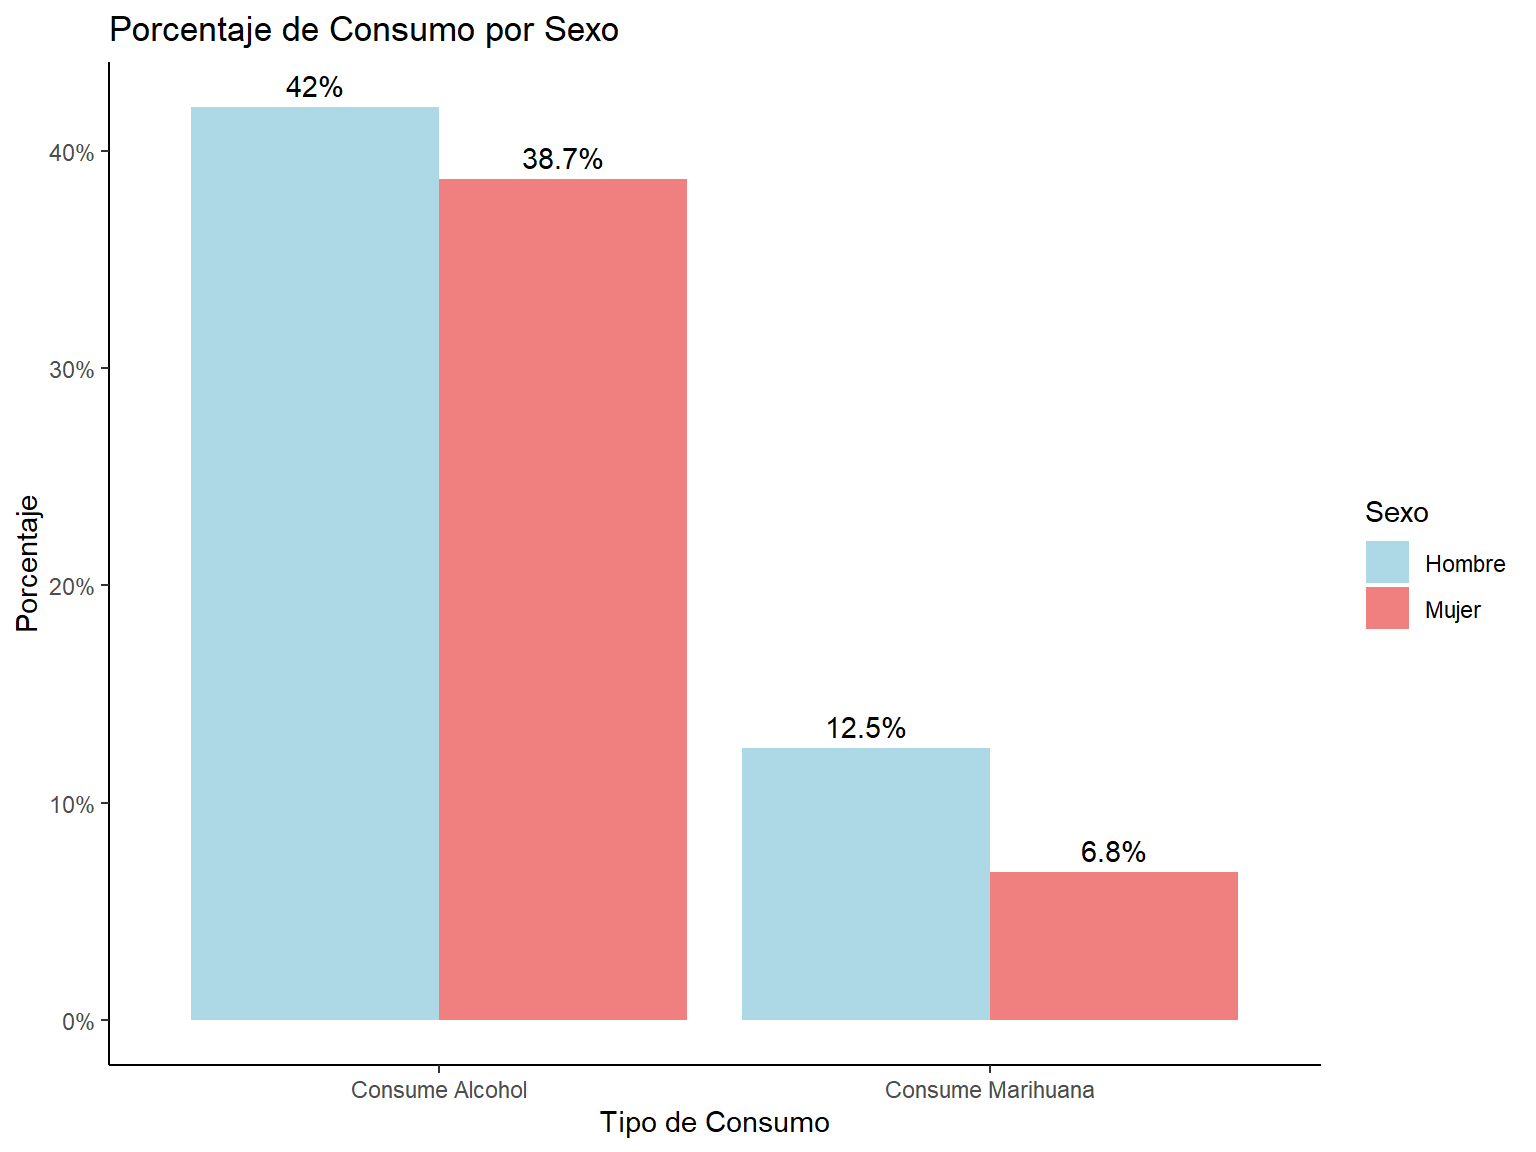 Porcentaje de Consumo por Sexo
42%
38.7%
12.5%
6.8%
40%
30%
20%
10%
0%
Porcentaje
Consume Alcohol
Consume Marihuana
Tipo de Consumo
Sexo
Hombre
Mujer